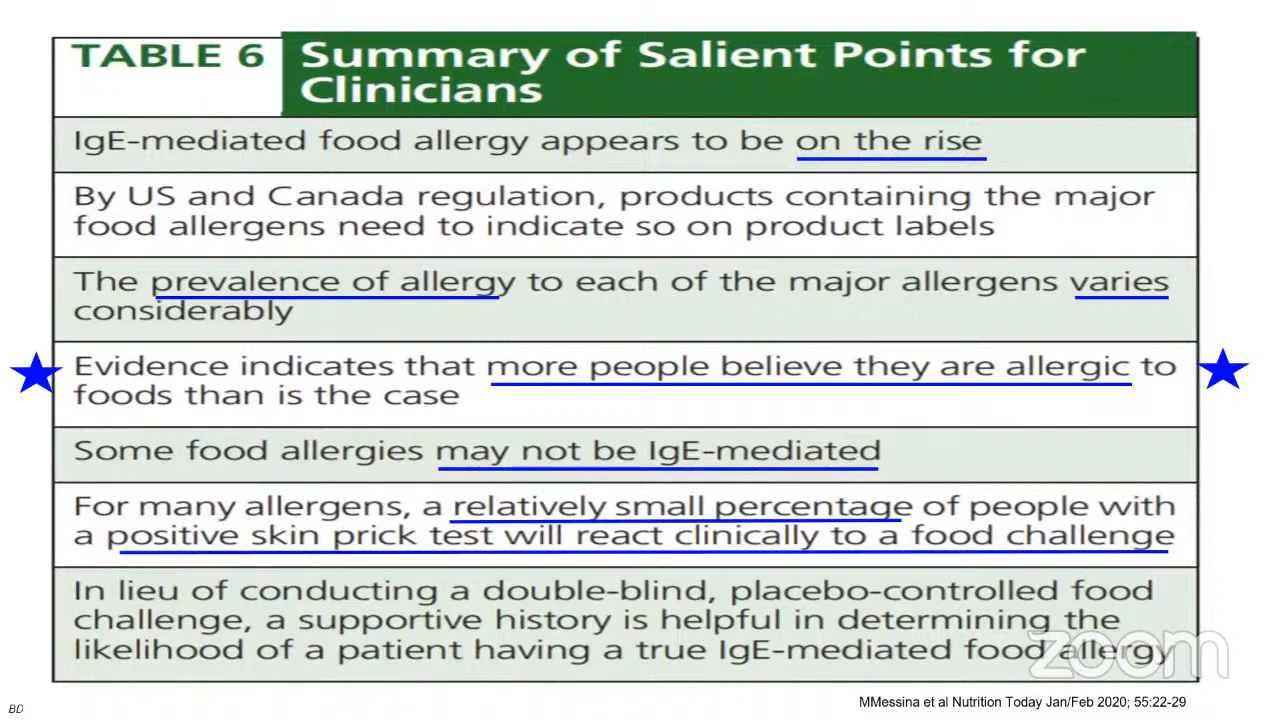 TABLE 6
Summary of Salient Points for
Clinicians
IgE-mediated food allergy appears to be on the rise
By US and Canada regulation, products containing the major
food allergens need to indicate so on product labels
The prevalence of allergy to each of the major allergens varies
considerably
Evidence indicates that more people believe they are allergic to
foods than is the case
Some food allergies may not be IgE-mediated
For many allergens, a relatively small percentage of people with
a positive skin prick test will react clinically to a food challenge
In lieu of conducting a double-blind, placebo-controlled food
challenge, a supportive history is helpful in determining the
likelihood of a patient having a true IgE-mediated food allergy
zoom
MMessina et al Nutrition Today Jan/Feb 2020; 55:22-29
BD